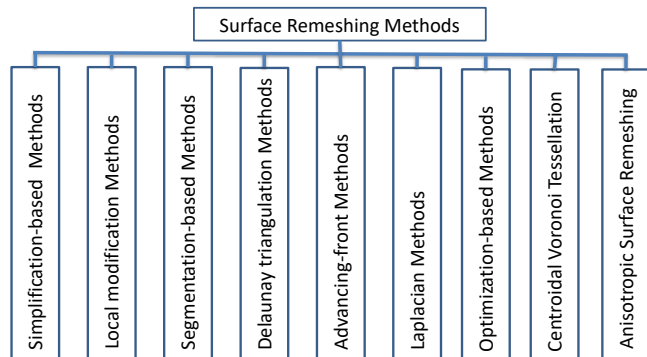 Surface Remeshing Methods
Simplification-based Methods
Local modification Methods
Segmentation-based Methods
Delaunay triangulation Methods
Advancing-front Methods
Laplacian Methods
Optimization-based Methods
Centroidal Voronoi Tessellation
Anisotropic Surface Remeshing